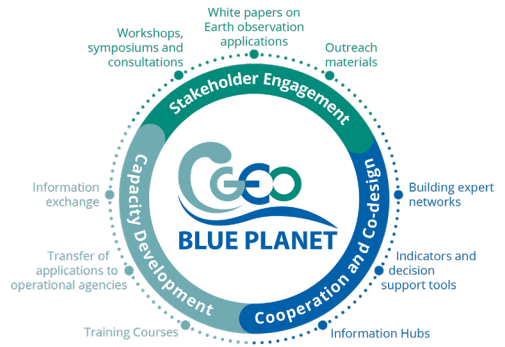 White papers on
Earth observation
applications
Workshops,
symposiums and
consultations
Outreach
materials
Stakeholder Engagement
Capacity Development
Cooperation and Co-design
GEO
BLUE PLANET
Information
exchange
Building expert
networks
Transfer of
applications to
operational agencies
Indicators and
decision
support tools
Training Courses
Information Hubs